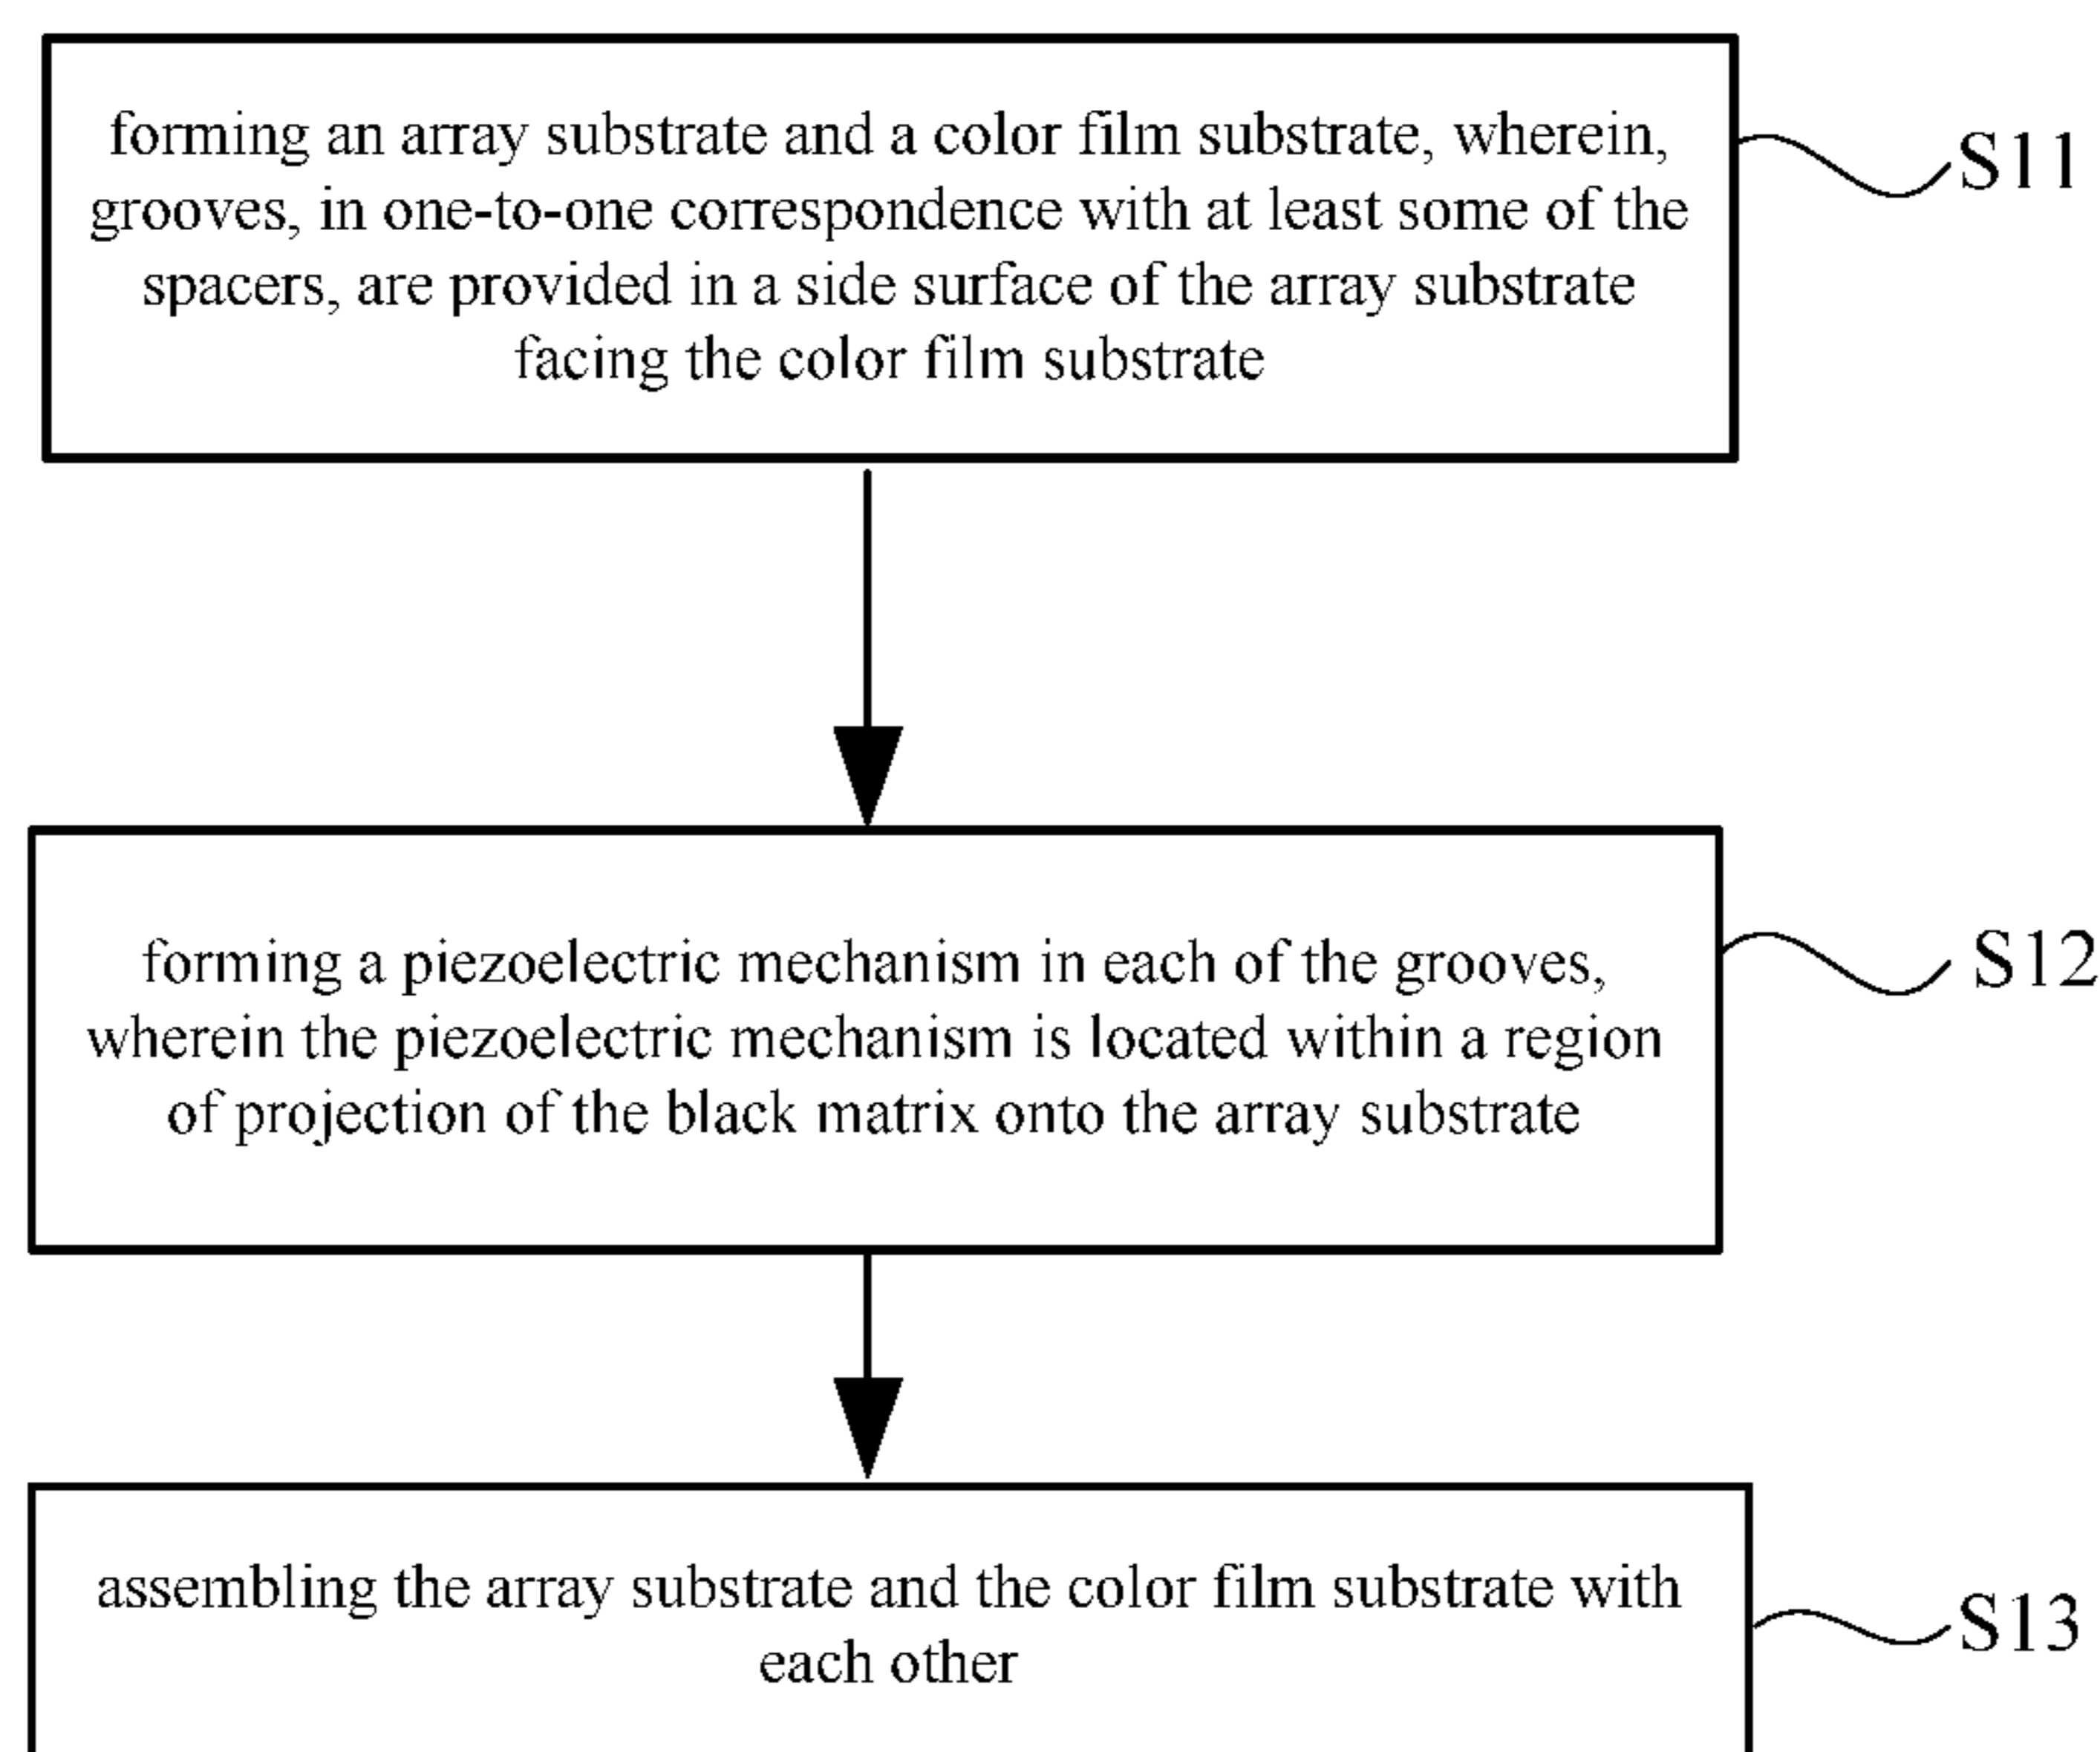 forming an array substrate and a color film substrate, wherein,
grooves, in one-to-one correspondence with at least some of the
spacers, are provided in a side surface of the array substrate
facing the color film substrate
S11
forming a piezoelectric mechanism in each of the grooves,
wherein the piezoelectric mechanism is located within a region
of projection of the black matrix onto the array substrate
S12
assembling the array substrate and the color film substrate with
each other
S13